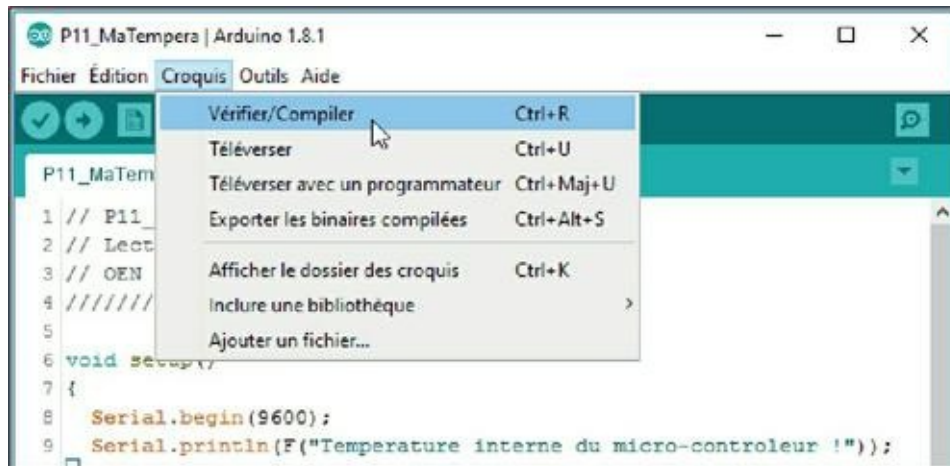 P11_MaTempera | Arduino 1.8.1
Fichier Édition Croquis Outils Aide
Vérifier/Compiler Ctrl+R
Téléverser Ctrl+U
P11_MaTem
Téléverser avec un programmateur Ctrl+Maj+U
1 // P11_
Exporter les binaires compilées Ctrl+Alt+S
2 // Lect
3 // OEN
Afficher le dossier des croquis Ctrl+K
4 ///////
Inclure une bibliothèque
5
Ajouter un fichier...
6 void setup()
7 {
8 Serial.begin(9600);
9 Serial.println(F("Temperature interne du micro-controleur !"));